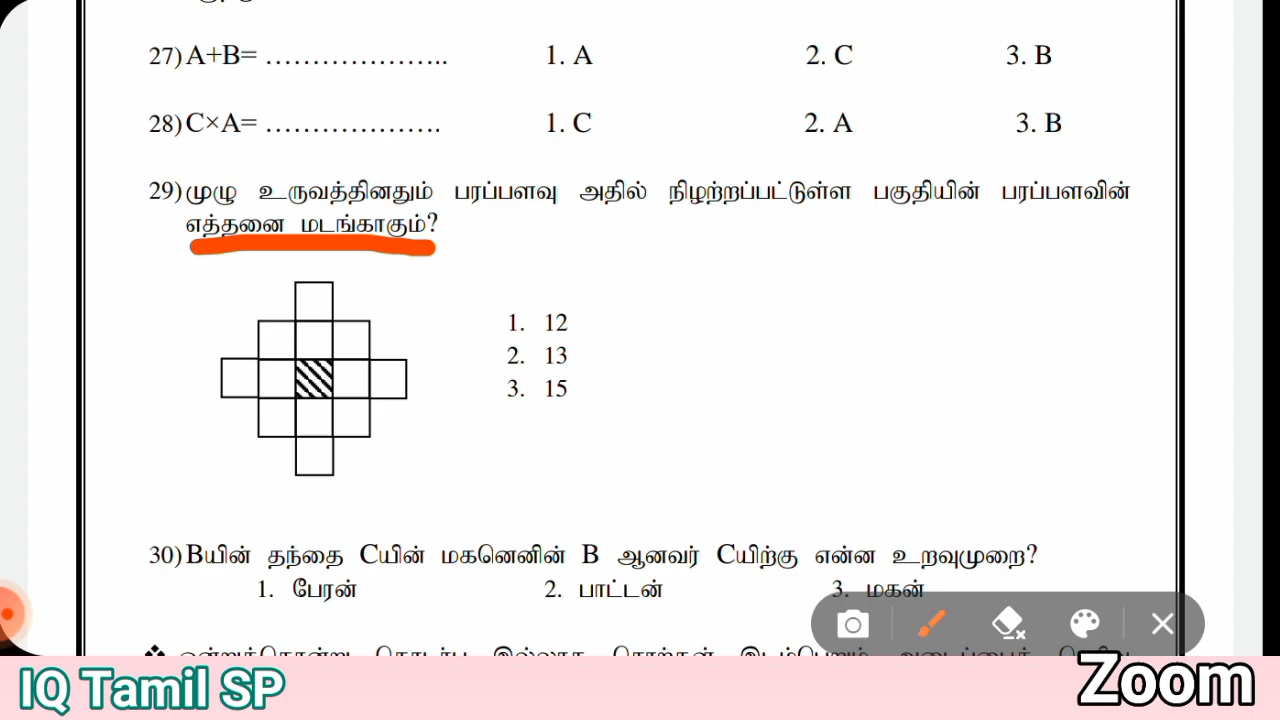 27) A+B= ……………….. 1. A 2. C 3. B
28) C×A= ………………. 1. C 2. A 3. B
29) முழு உருவத்தினதும் பரப்பளவு அதில் நிழற்றப்பட்டுள்ள பகுதியின் பரப்பளவின்
எத்தனை மடங்காகும்?
1. 12
2. 13
3. 15
30) Bயின் தந்தை Cயின் மகனெனின் B ஆனவர் Cயிற்கு என்ன உறவுமுறை?
1. பேரன் 2. பாட்டன் 3. மகன்
IQ Tamil SP
Zoom